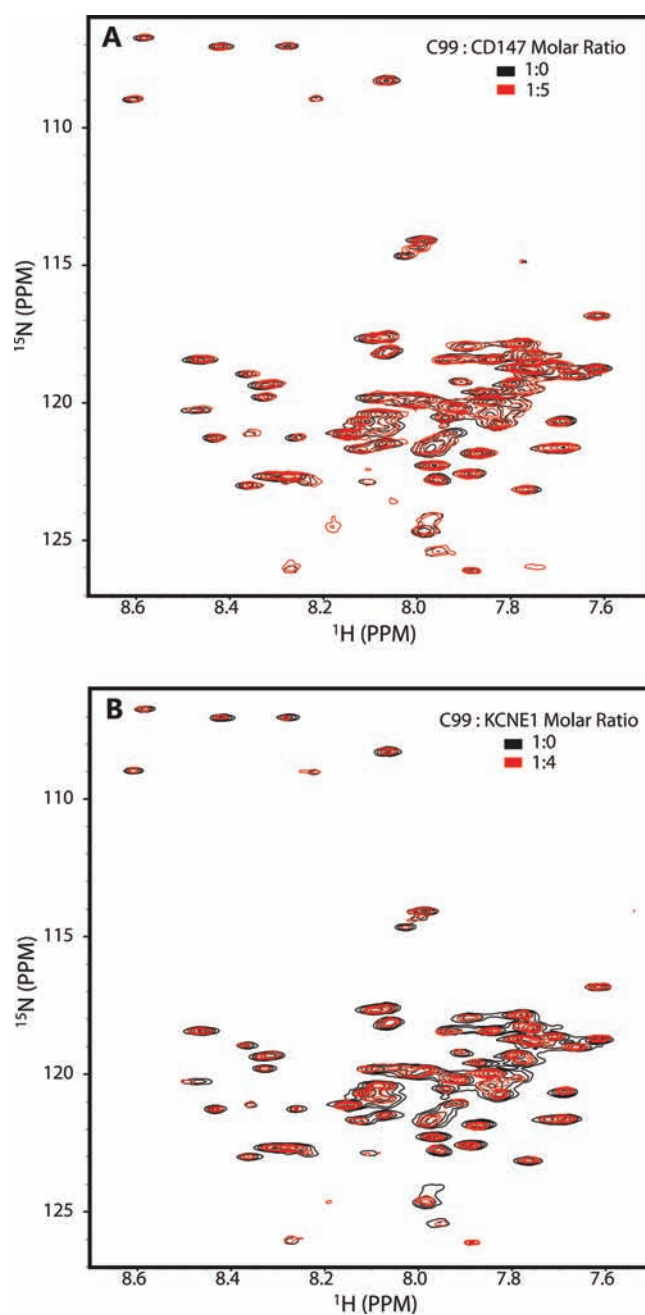 A
C99 : CD147 Molar Ratio
1:0
1:5
110
115
120
125
15N (PPM)
8.6 8.4 8.2 8.0 7.8 7.6
1H (PPM)
B
C99 : KCNE1 Molar Ratio
1:0
1:4
110
115
120
125
15N (PPM)
8.6 8.4 8.2 8.0 7.8 7.6
1H (PPM)